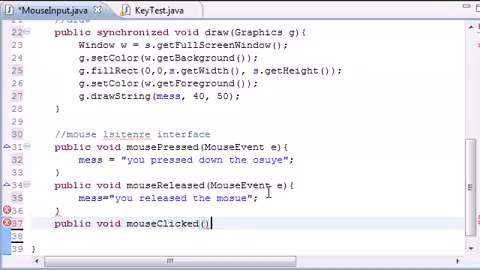 *MouseInput.java
KeyTest.java
22 public synchronized void draw(Graphics g){
23 Window w = s.getFullScreenWindow();
24 g.setColor(w.getBackground());
25 g.fillRect(0,0,s.getWidth(), s.getHeight());
26 g.setColor(w.getForeground());
27 g.drawString(mess, 40, 50);
28 }
29
30 //mouse lsitenre interface
31 public void mousePressed(MouseEvent e){
32 mess = "you pressed down the osuye";
33 }
34 public void mouseReleased(MouseEvent e){
35 mess="you released the mosue";
36 }
37 public void mouseClicked()
38
39 }